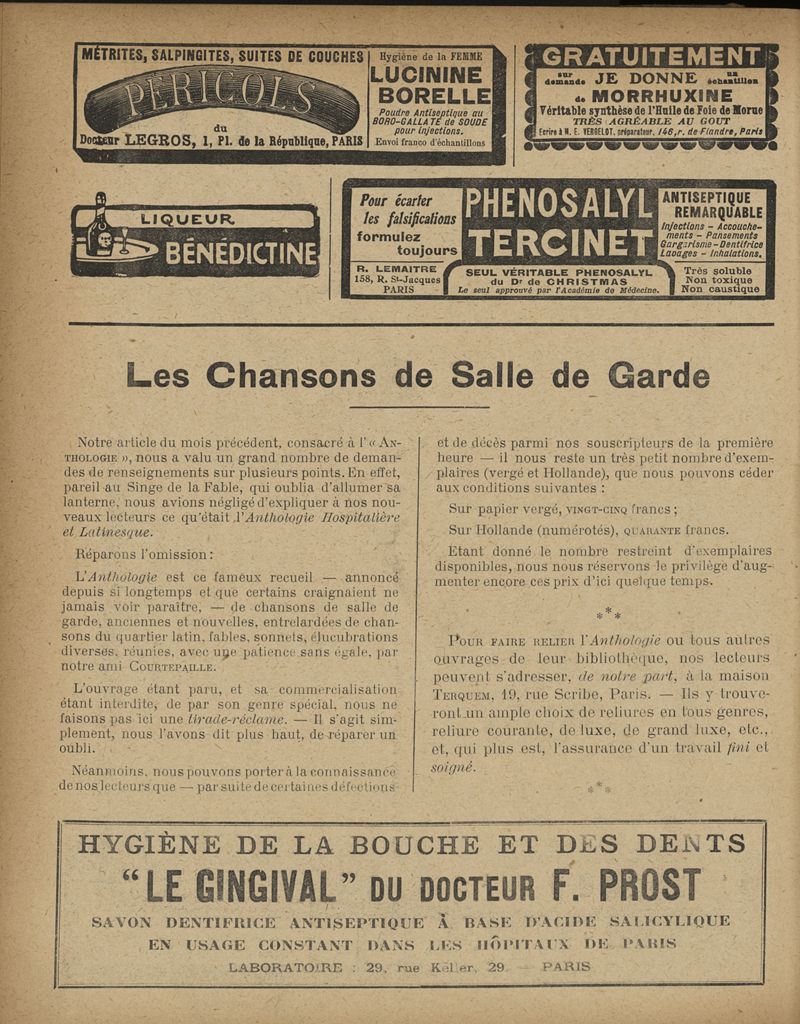 MÉTRITES, SALPINGITES, SUITES DE COUCHES
PÉRICOLS
du
Docteur LEGROS, 1, Pl. de la République, PARIS
Hygiène de la FEMME
LUCININE
BORELLE
Poudre Antiseptique au
BORO-GALLATE de SOUDE
pour injections.
Envoi franco d'échantillons
GRATUITEMENT
sur demande JE DONNE un échantillon
de MORRHUXINE
Véritable synthèse de l'Huile de Foie de Morue
TRÈS AGRÉABLE AU GOUT
Ecrire à M. E. VERGELOT, préparateur, 146, r. de Flandre, Paris
LIQUEUR
BÉNÉDICTINE
Pour écarter
les falsifications
formulez
toujours
PHENOSALYL
TERCINET
ANTISEPTIQUE
REMARQUABLE
Injections - Accouche-
ments - Pansements
Gargarisme - Dentifrice
Lavages - Inhalations.
R. LEMAITRE
158, R. St-Jacques
PARIS
SEUL VÉRITABLE PHENOSALYL
du Dr de CHRISTMAS
Le seul approuvé par l'Académie de Médecine.
Très soluble
Non toxique
Non caustique
Les Chansons de Salle de Garde
Notre article du mois précédent, consacré à l'« AN-
THOLOGIE », nous a valu un grand nombre de deman-
des de renseignements sur plusieurs points. En effet,
pareil au Singe de la Fable, qui oublia d'allumer sa
lanterne, nous avions négligé d'expliquer à nos nou-
veaux lecteurs ce qu'était l'Anthologie Hospitalière
et Latinesque.
Réparons l'omission :
L'Anthologie est ce fameux recueil — annoncé
depuis si longtemps et que certains craignaient ne
jamais voir paraître, — de chansons de salle de
garde, anciennes et nouvelles, entrelardées de chan-
sons du quartier latin, fables, sonnets, élucubrations
diverses, réunies, avec une patience sans égale, par
notre ami COURTEPAILLE.
L'ouvrage étant paru, et sa commercialisation
étant interdite, de par son genre spécial, nous ne
faisons pas ici une tirade-réclame. — Il s'agit sim-
plement, nous l'avons dit plus haut, de réparer un
oubli.
Néanmoins, nous pouvons porter à la connaissance
de nos lecteurs que — par suite de certaines défections
et de décès parmi nos souscripteurs de la première
heure — il nous reste un très petit nombre d'exem-
plaires (vergé et Hollande), que nous pouvons céder
aux conditions suivantes :
Sur papier vergé, VINGT-CINQ francs ;
Sur Hollande (numérotés), QUARANTE francs.
Etant donné le nombre restreint d'exemplaires
disponibles, nous nous réservons le privilège d'aug-
menter encore ces prix d'ici quelque temps.
***
POUR FAIRE RELIER l'Anthologie ou tous autres
ouvrages de leur bibliothèque, nos lecteurs
peuvent s'adresser, de notre part, à la maison
TERQUEM, 19, rue Scribe, Paris. — Ils y trouve-
ront un ample choix de reliures en tous genres,
reliure courante, de luxe, de grand luxe, etc.,
et, qui plus est, l'assurance d'un travail fini et
soigné.
***
HYGIÈNE DE LA BOUCHE ET DES DENTS
"LE GINGIVAL" DU DOCTEUR F. PROST
SAVON DENTIFRICE ANTISEPTIQUE À BASE D'ACIDE SALICYLIQUE
EN USAGE CONSTANT DANS LES HÔPITAUX DE PARIS
LABORATOIRE : 29, rue Keller, 29 — PARIS